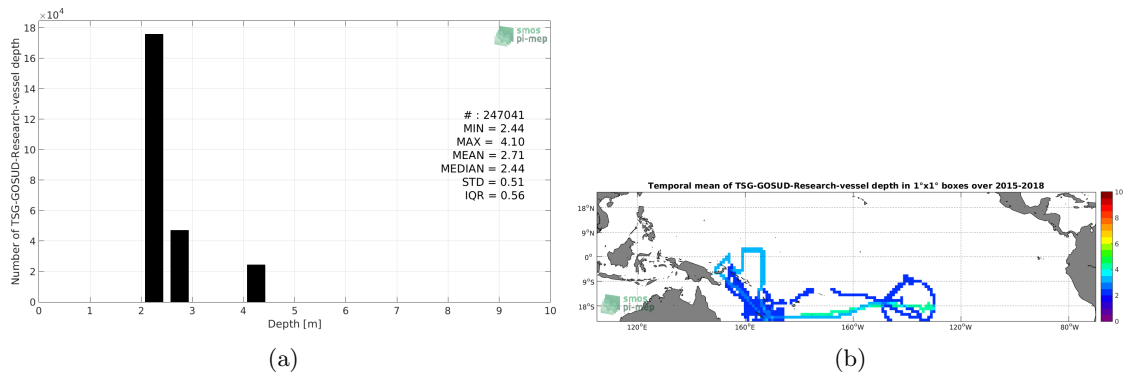 ×10⁴
18
16
14
12
10
8
6
4
2
0
Number of TSG-GOSUD-Research-vessel depth
smos
pi-mep
# : 247041
MIN = 2.44
MAX = 4.10
MEAN = 2.71
MEDIAN = 2.44
STD = 0.51
IQR = 0.56
0 1 2 3 4 5 6 7 8 9 10
Depth [m]
(a)
Temporal mean of TSG-GOSUD-Research-vessel depth in 1°x1° boxes over 2015-2018
18°N
9°N
0°
9°S
18°S
smos
pi-mep
120°E 160°E 160°W 120°W 80°W
10
8
6
4
2
0
(b)